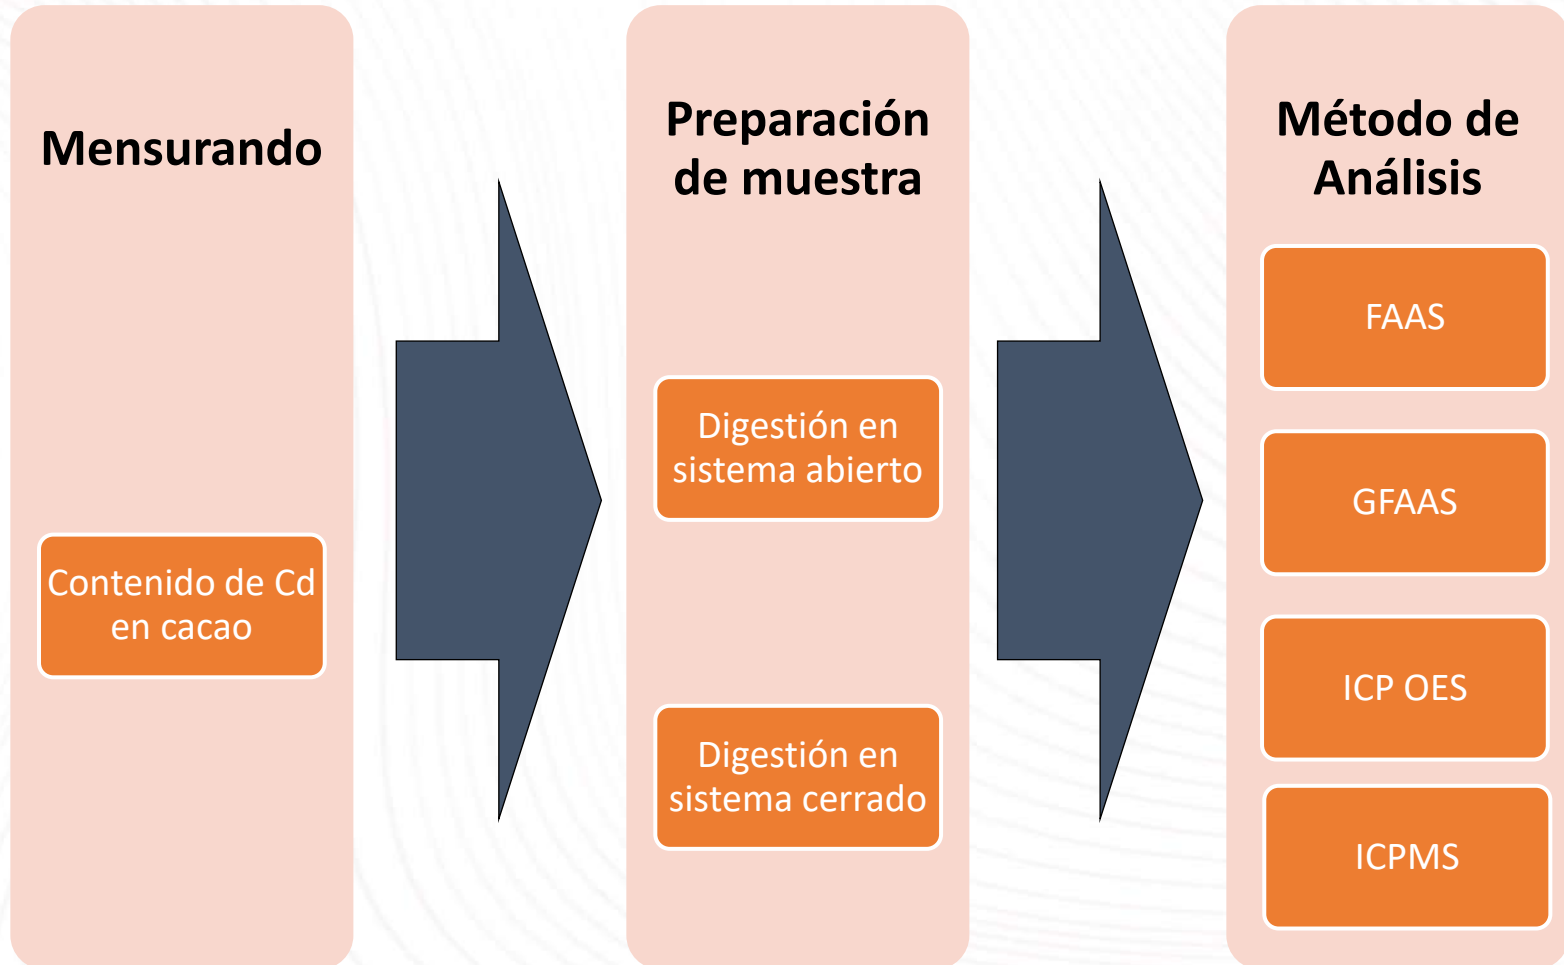 Mensurando
Contenido de Cd
en cacao
Preparación
de muestra
Digestión en
sistema abierto
Digestión en
sistema cerrado
Método de
Análisis
FAAS
GFAAS
ICP OES
ICPMS